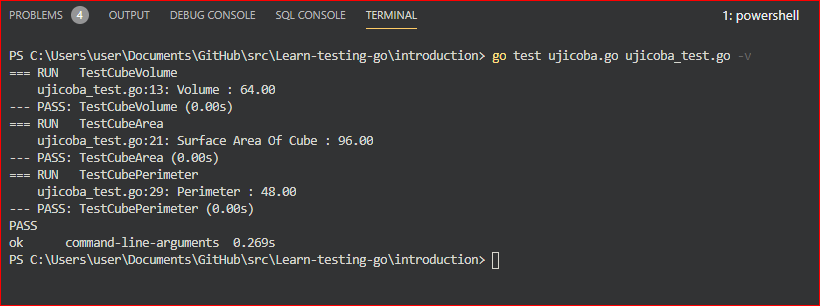 PROBLEMS 4 OUTPUT DEBUG CONSOLE SQL CONSOLE TERMINAL 1: powershell
PS C:\Users\user\Documents\GitHub\src\Learn-testing-go\introduction> go test ujicoba.go ujicoba_test.go -v
=== RUN   TestCubeVolume
    ujicoba_test.go:13: Volume : 64.00
--- PASS: TestCubeVolume (0.00s)
=== RUN   TestCubeArea
    ujicoba_test.go:21: Surface Area Of Cube : 96.00
--- PASS: TestCubeArea (0.00s)
=== RUN   TestCubePerimeter
    ujicoba_test.go:29: Perimeter : 48.00
--- PASS: TestCubePerimeter (0.00s)
PASS
ok      command-line-arguments  0.269s
PS C:\Users\user\Documents\GitHub\src\Learn-testing-go\introduction>